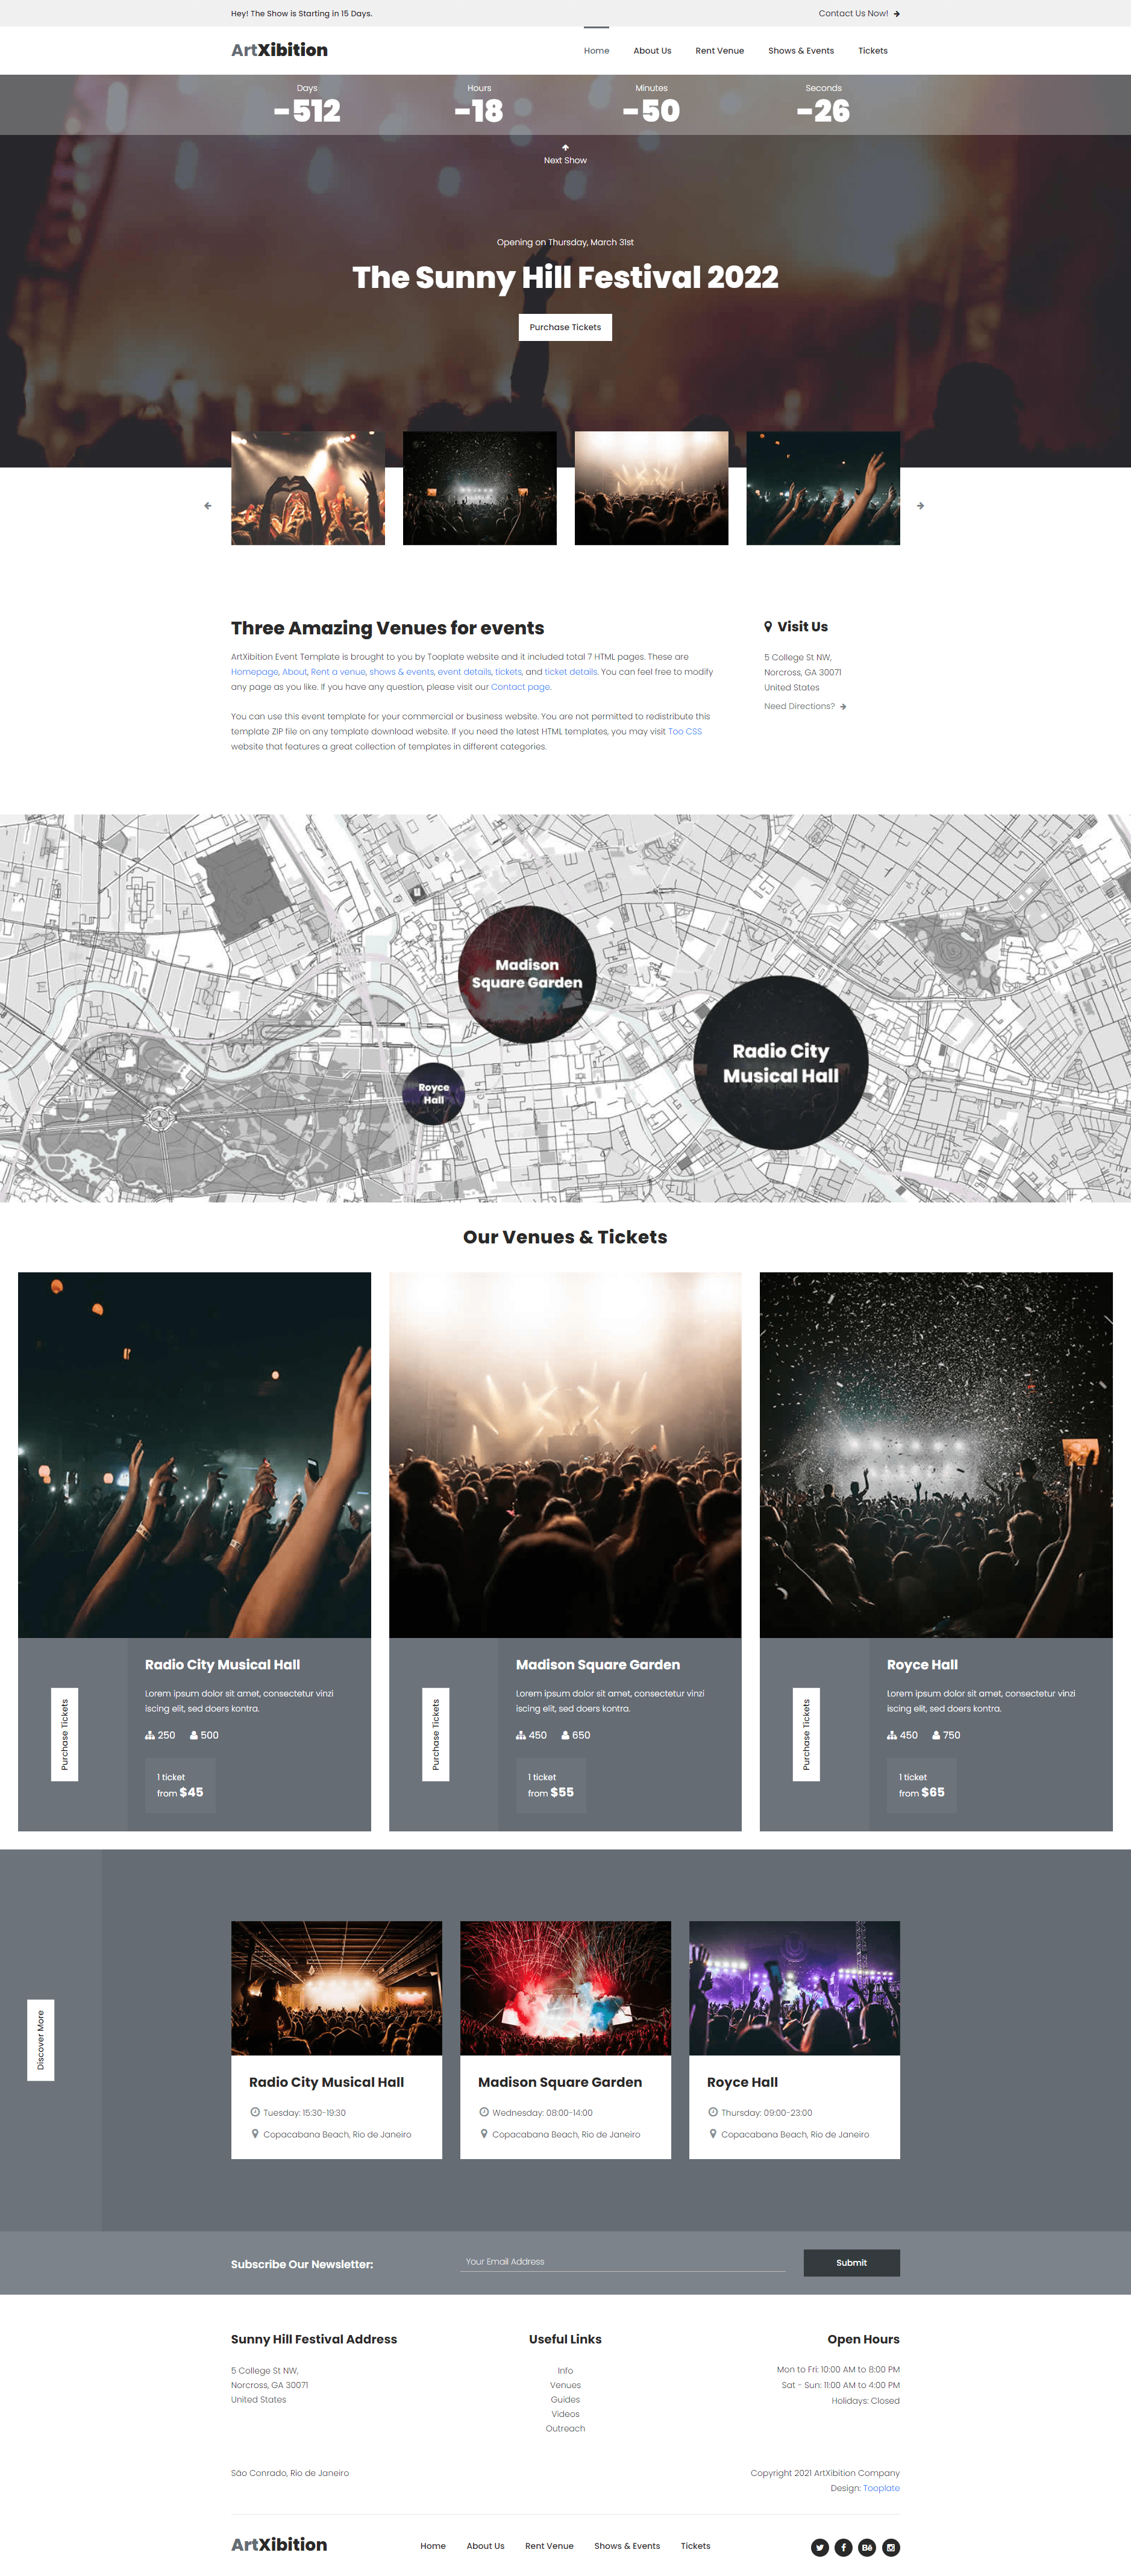 Hey! The Show is Starting in 15 Days.
Contact Us Now!
ArtXibition
Home
About Us
Rent Venue
Shows & Events
Tickets
Days
Hours
Minutes
Seconds
-512
-18
-50
-26
Next Show
Opening on Thursday, March 31st
The Sunny Hill Festival 2022
Purchase Tickets
Three Amazing Venues for events
ArtXibition Event Template is brought to you by Tooplate website and it included total 7 HTML pages. These are
Homepage, About, Rent a venue, shows & events, event details, tickets, and ticket details. You can feel free to modify
any page as you like. If you have any question, please visit our Contact page.
You can use this event template for your commercial or business website. You are not permitted to redistribute this
template ZIP file on any template download website. If you need the latest HTML templates, you may visit Too CSS
website that features a great collection of templates in different categories.
Visit Us
5 College St NW,
Norcross, GA 30071
United States
Need Directions?
Madison
Square Garden
Radio City
Musical Hall
Royce
Hall
Our Venues & Tickets
Purchase Tickets
Radio City Musical Hall
Lorem ipsum dolor sit amet, consectetur vinzi
iscing elit, sed doers kontra.
250
500
1 ticket
from $45
Purchase Tickets
Madison Square Garden
Lorem ipsum dolor sit amet, consectetur vinzi
iscing elit, sed doers kontra.
450
650
1 ticket
from $55
Purchase Tickets
Royce Hall
Lorem ipsum dolor sit amet, consectetur vinzi
iscing elit, sed doers kontra.
450
750
1 ticket
from $65
Discover More
Radio City Musical Hall
Tuesday: 15:30-19:30
Copacabana Beach, Rio de Janeiro
Madison Square Garden
Wednesday: 08:00-14:00
Copacabana Beach, Rio de Janeiro
Royce Hall
Thursday: 09:00-23:00
Copacabana Beach, Rio de Janeiro
Subscribe Our Newsletter:
Your Email Address
Submit
Sunny Hill Festival Address
5 College St NW,
Norcross, GA 30071
United States
Useful Links
Info
Venues
Guides
Videos
Outreach
Open Hours
Mon to Fri: 10:00 AM to 8:00 PM
Sat - Sun: 11:00 AM to 4:00 PM
Holidays: Closed
São Conrado, Rio de Janeiro
Copyright 2021 ArtXibition Company
Design: Tooplate
ArtXibition
Home
About Us
Rent Venue
Shows & Events
Tickets